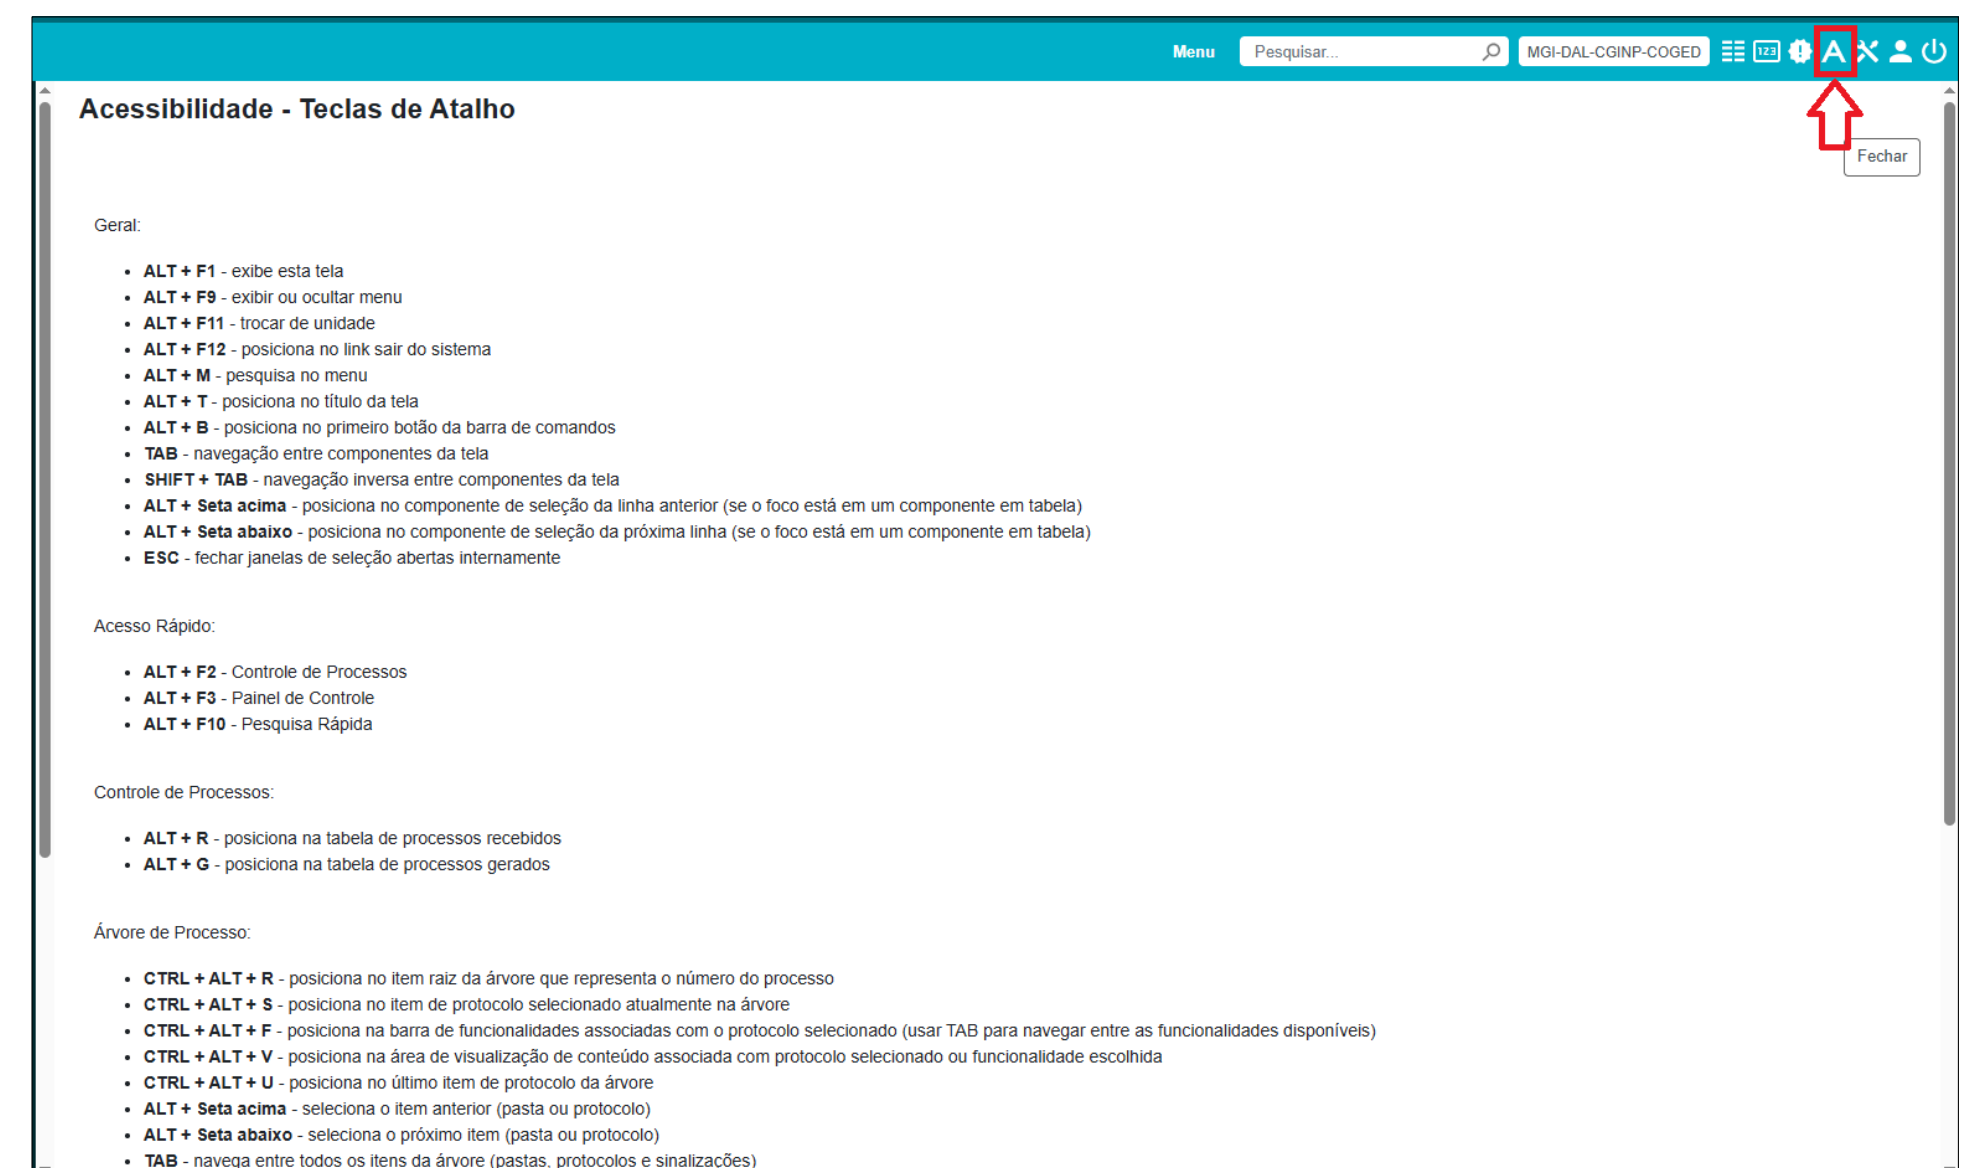 Menu
Pesquisar...
MGI-DAL-CGINP-COGED
123
A
Acessibilidade - Teclas de Atalho
Fechar
Geral:
• ALT + F1 - exibe esta tela
• ALT + F9 - exibir ou ocultar menu
• ALT + F11 - trocar de unidade
• ALT + F12 - posiciona no link sair do sistema
• ALT + M - pesquisa no menu
• ALT + T - posiciona no título da tela
• ALT + B - posiciona no primeiro botão da barra de comandos
• TAB - navegação entre componentes da tela
• SHIFT + TAB - navegação inversa entre componentes da tela
• ALT + Seta acima - posiciona no componente de seleção da linha anterior (se o foco está em um componente em tabela)
• ALT + Seta abaixo - posiciona no componente de seleção da próxima linha (se o foco está em um componente em tabela)
• ESC - fechar janelas de seleção abertas internamente
Acesso Rápido:
• ALT + F2 - Controle de Processos
• ALT + F3 - Painel de Controle
• ALT + F10 - Pesquisa Rápida
Controle de Processos:
• ALT + R - posiciona na tabela de processos recebidos
• ALT + G - posiciona na tabela de processos gerados
Árvore de Processo:
• CTRL + ALT + R - posiciona no item raiz da árvore que representa o número do processo
• CTRL + ALT + S - posiciona no item de protocolo selecionado atualmente na árvore
• CTRL + ALT + F - posiciona na barra de funcionalidades associadas com o protocolo selecionado (usar TAB para navegar entre as funcionalidades disponíveis)
• CTRL + ALT + V - posiciona na área de visualização de conteúdo associada com protocolo selecionado ou funcionalidade escolhida
• CTRL + ALT + U - posiciona no último item de protocolo da árvore
• ALT + Seta acima - seleciona o item anterior (pasta ou protocolo)
• ALT + Seta abaixo - seleciona o próximo item (pasta ou protocolo)
• TAB - navega entre todos os itens da árvore (pastas, protocolos e sinalizações)